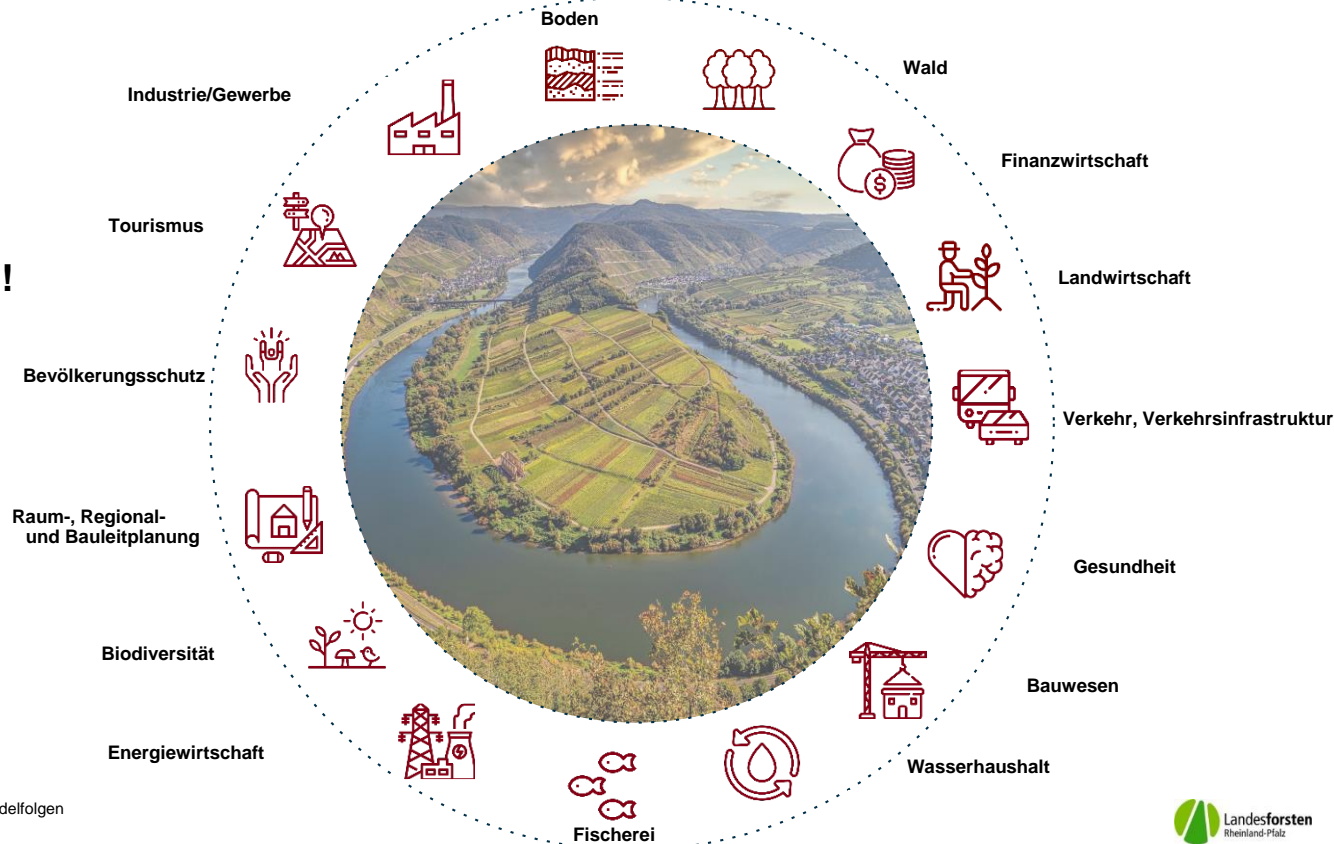 Boden
Wald
Industrie/Gewerbe
Finanzwirtschaft
Tourismus
!
Landwirtschaft
Bevölkerungsschutz
Verkehr, Verkehrsinfrastruktur
Raum-, Regional-
und Bauleitplanung
Gesundheit
Biodiversität
Bauwesen
Energiewirtschaft
Wasserhaushalt
delfolgen
Fischerei
Landesforsten
Rheinland-Pfalz